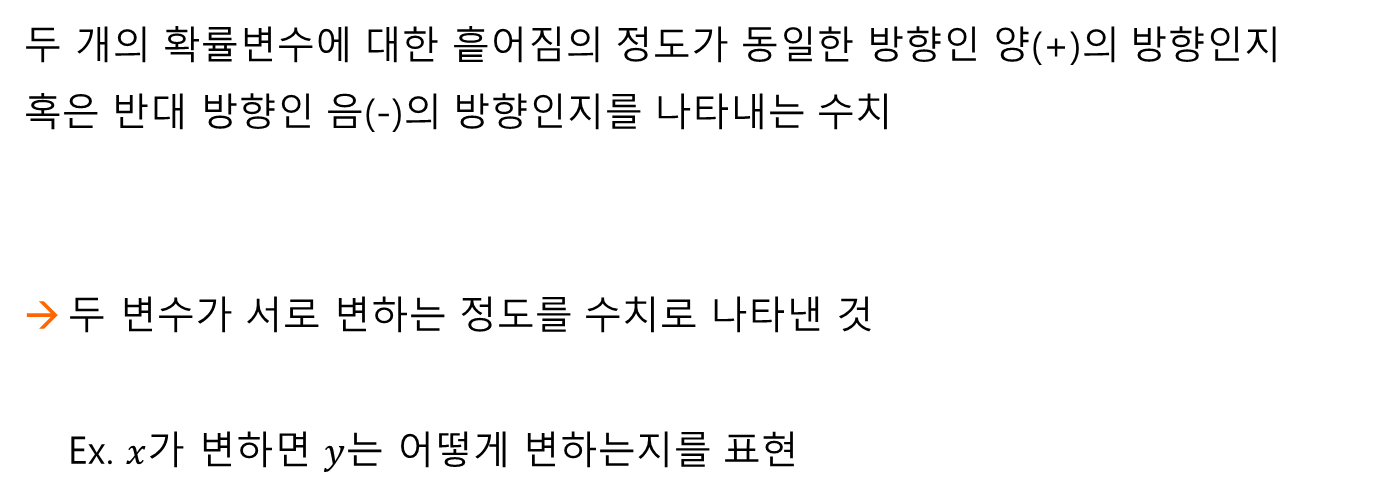 두 개의 확률변수에 대한 흩어짐의 정도가 동일한 방향인 양(+)의 방향인지
혹은 반대 방향인 음(-)의 방향인지를 나타내는 수치
→ 두 변수가 서로 변하는 정도를 수치로 나타낸 것
Ex. 𝑥가 변하면 𝑦는 어떻게 변하는지를 표현